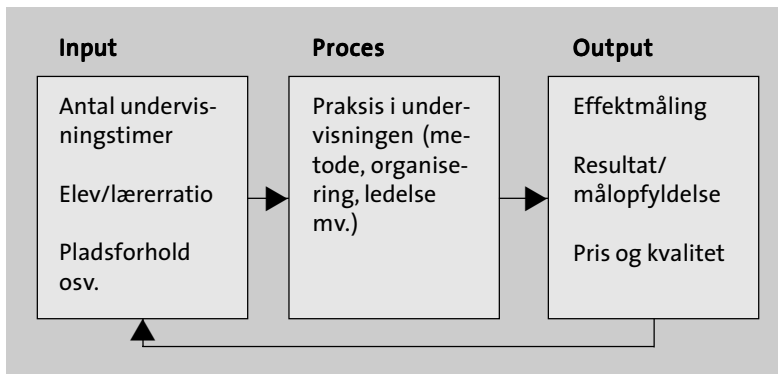 Input
Antal undervis-
ningstimer
Elev/lærerratio
Pladsforhold
osv.
Proces
Praksis i under-
visningen (me-
tode, organise-
ring, ledelse
mv.)
Output
Effektmåling
Resultat/
målopfyldelse
Pris og kvalitet